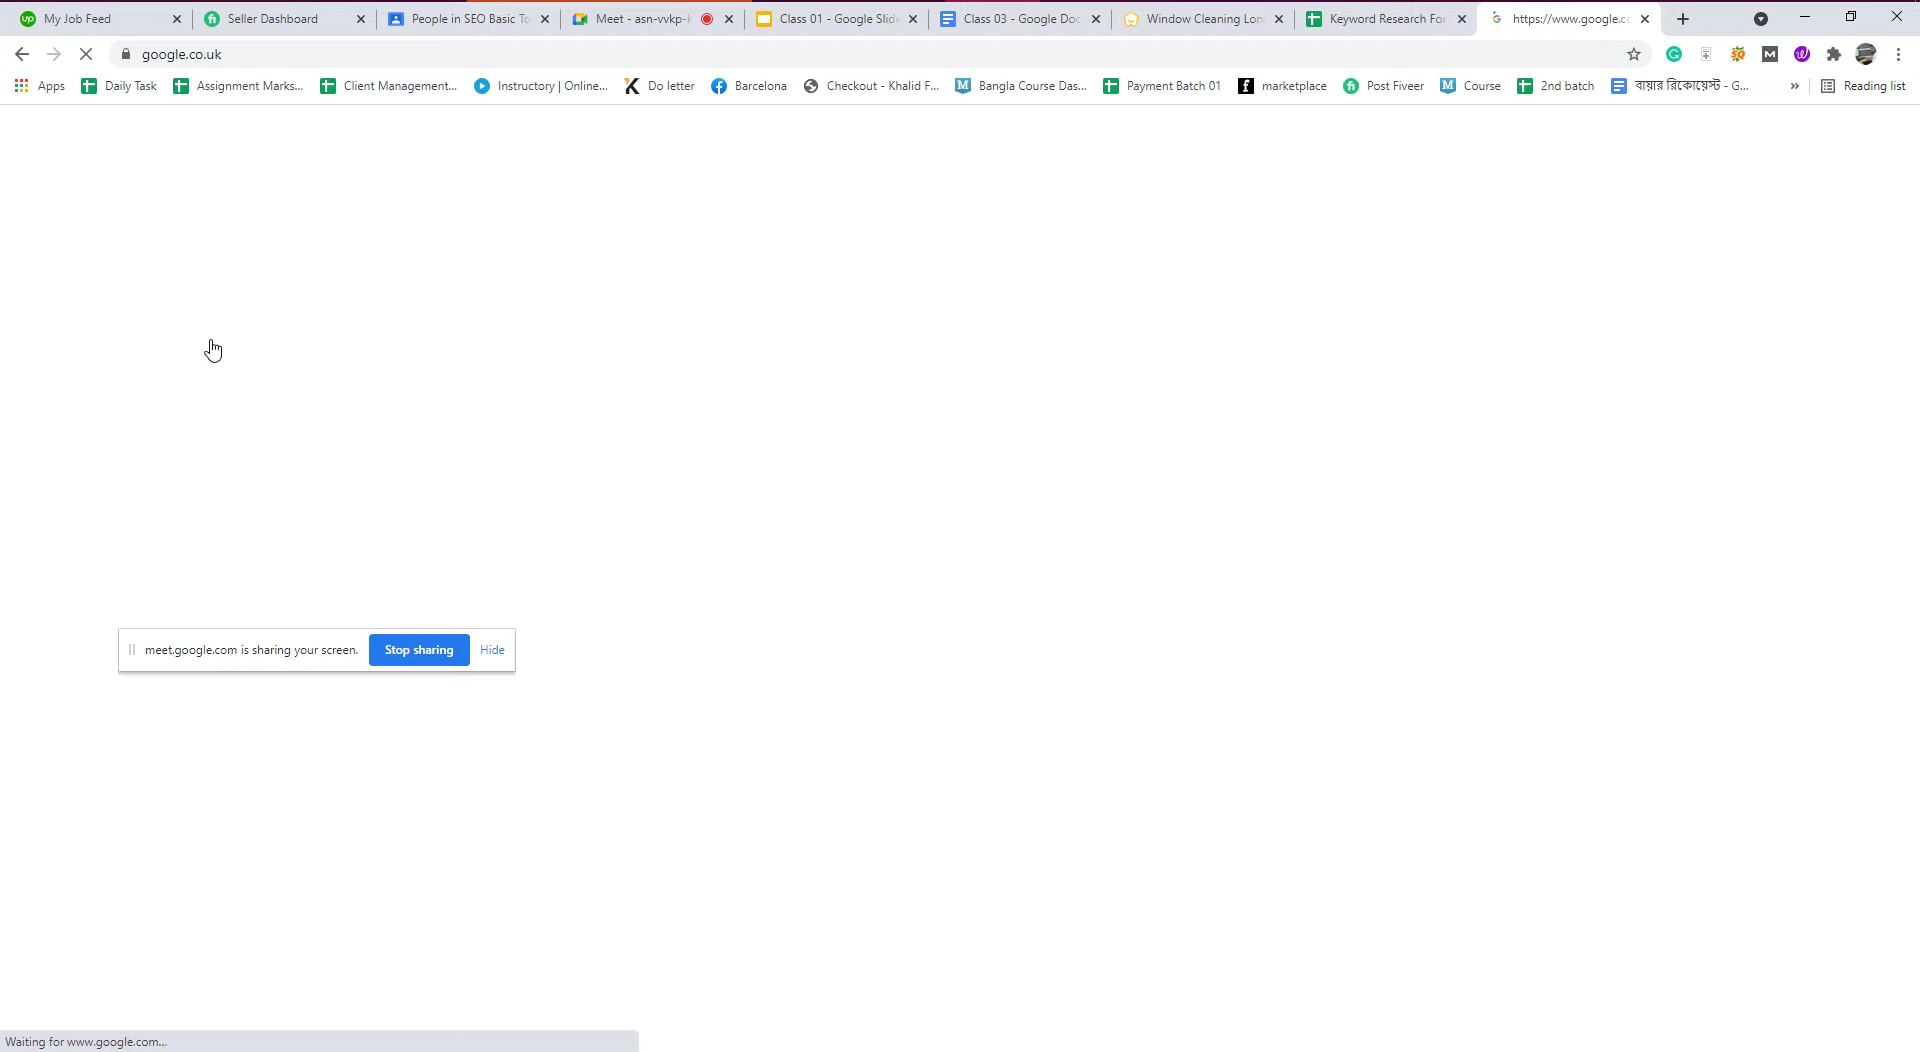 My Job Feed
Seller Dashboard
People in SEO Basic To
Meet - asn-vvkp-k
Class 01 - Google Slide
Class 03 - Google Doc
Window Cleaning Lon
Keyword Research For
https://www.google.co
google.co.uk
Apps
Daily Task
Assignment Marks...
Client Management...
Instructory | Online...
Do letter
Barcelona
Checkout - Khalid F...
Bangla Course Das...
Payment Batch 01
marketplace
Post Fiveer
Course
2nd batch
বায়ার রিকোয়েস্ট - G...
Reading list
meet.google.com is sharing your screen.
Stop sharing
Hide
Waiting for www.google.com...